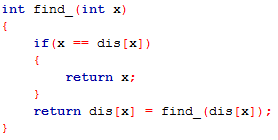 int find_(int x)
{
    if(x == dis[x])
    {
        return x;
    }
    return dis[x] = find_(dis[x]);
}